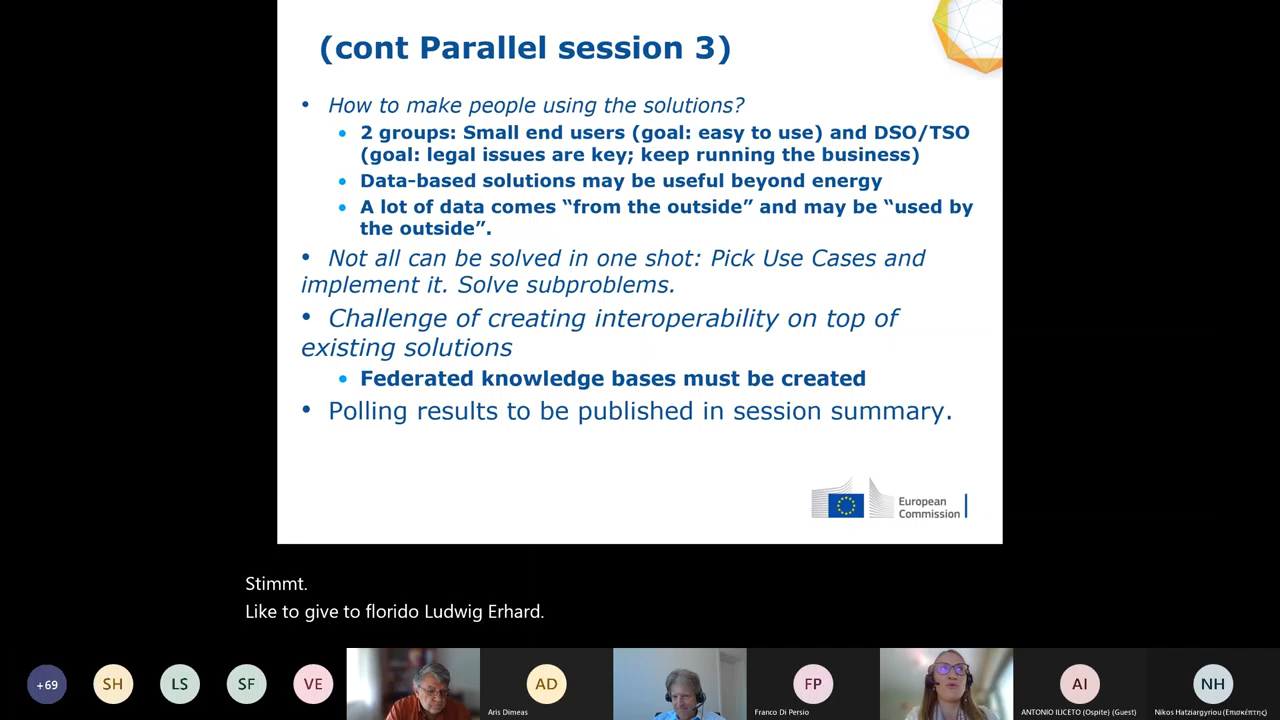 (cont Parallel session 3)
• How to make people using the solutions?
• 2 groups: Small end users (goal: easy to use) and DSO/TSO
(goal: legal issues are key; keep running the business)
• Data-based solutions may be useful beyond energy
• A lot of data comes “from the outside” and may be “used by
the outside”.
• Not all can be solved in one shot: Pick Use Cases and
implement it. Solve subproblems.
• Challenge of creating interoperability on top of
existing solutions
• Federated knowledge bases must be created
• Polling results to be published in session summary.
European
Commission
Stimmt.
Like to give to florido Ludwig Erhard.
+69
SH
LS
SF
VE
AD
Aris Dimeas
FP
Franco Di Persio
AI
ANTONIO ILICETO (Ospite) (Guest)
NH
Nikos Hatziargyriou (Επισκέπτης)